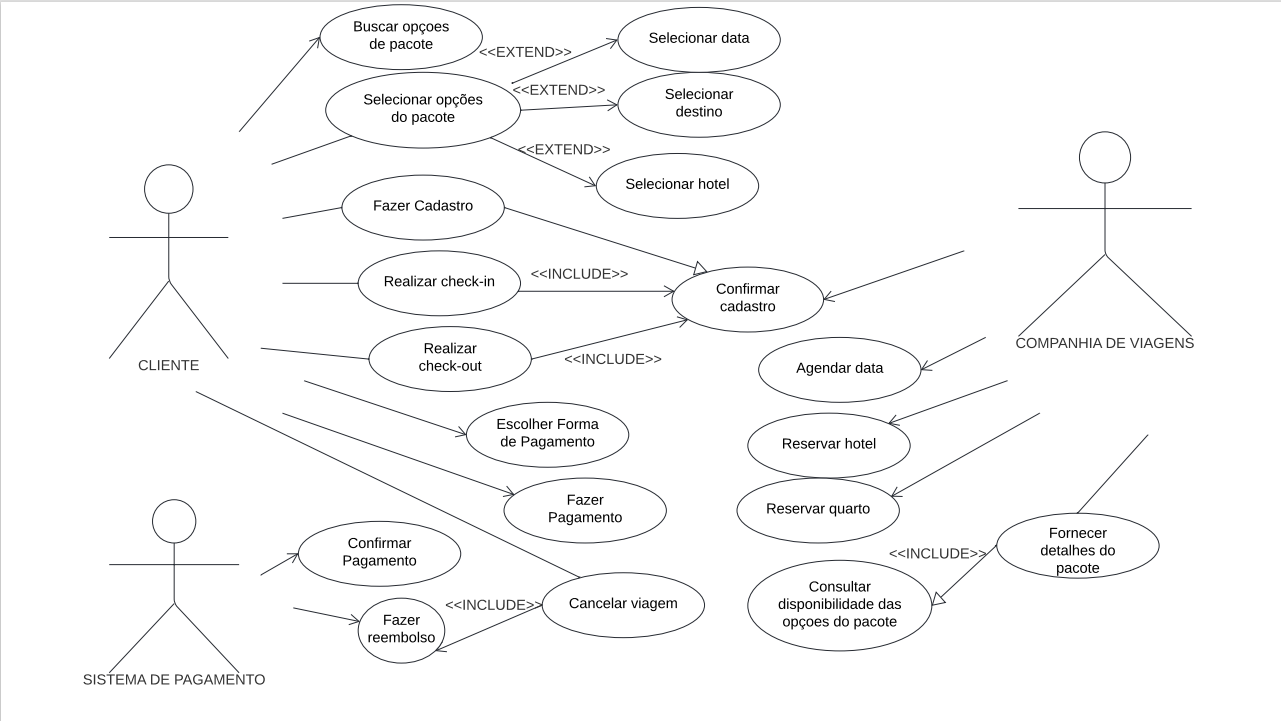 Buscar opçoes
de pacote
<<EXTEND>>
Selecionar data
Selecionar opções
do pacote
<<EXTEND>>
Selecionar
destino
<<EXTEND>>
Selecionar hotel
Fazer Cadastro
Realizar check-in
<<INCLUDE>>
Confirmar
cadastro
Realizar
check-out
<<INCLUDE>>
CLIENTE
COMPANHIA DE VIAGENS
Agendar data
Escolher Forma
de Pagamento
Reservar hotel
Fazer
Pagamento
Reservar quarto
Confirmar
Pagamento
Fornecer
detalhes do
pacote
<<INCLUDE>>
Consultar
disponibilidade das
opçoes do pacote
Cancelar viagem
<<INCLUDE>>
Fazer
reembolso
SISTEMA DE PAGAMENTO